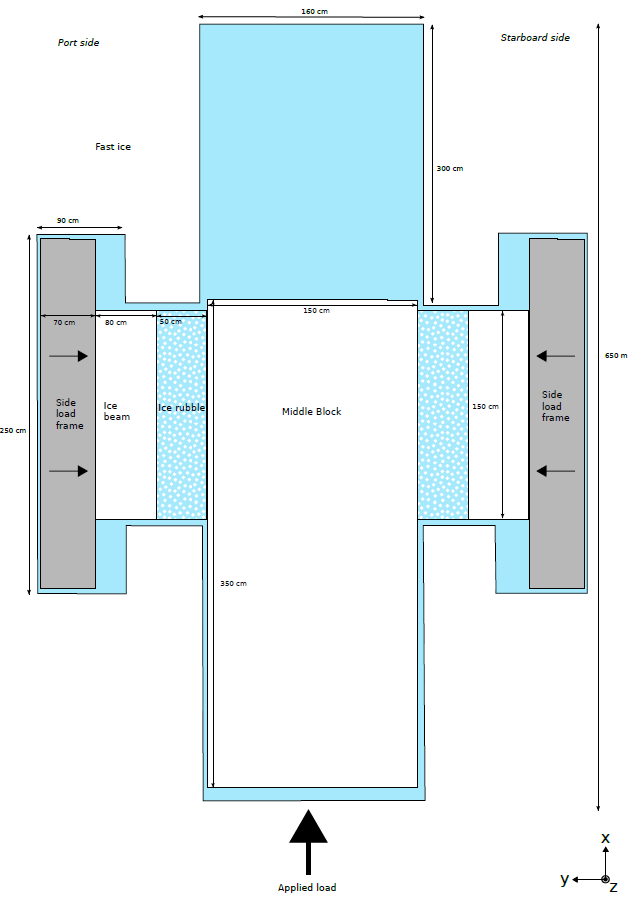 160 cm
Port side
Starboard side
Fast ice
300 cm
90 cm
150 cm
70 cm
80 cm
50 cm
650 m
Side
load
frame
Ice
beam
Ice rubble
Middle Block
150 cm
Side
load
frame
250 cm
350 cm
Applied load
x
y
z